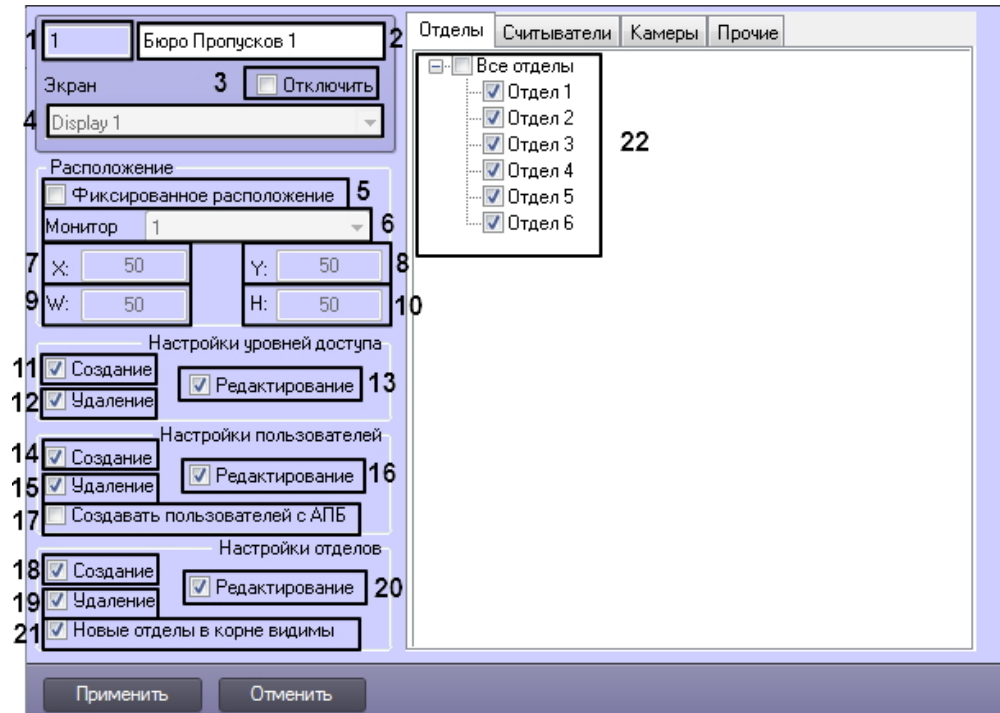 1 1 Бюро Пропусков 1 2
Экран 3 Отключить
4 Display 1
Расположение
Фиксированное расположение 5
Монитор 1 6
7 X: 50 Y: 50 8
9 W: 50 H: 50 10
Настройки уровней доступа
11 Создание
Редактирование 13
12 Удаление
Настройки пользователей
14 Создание
Редактирование 16
15 Удаление
17 Создавать пользователей с АПБ
Настройки отделов
18 Создание
Редактирование 20
19 Удаление
21 Новые отделы в корне видимы
Отделы Считыватели Камеры Прочие
Все отделы
Отдел 1
Отдел 2
Отдел 3
22
Отдел 4
Отдел 5
Отдел 6
Применить Отменить